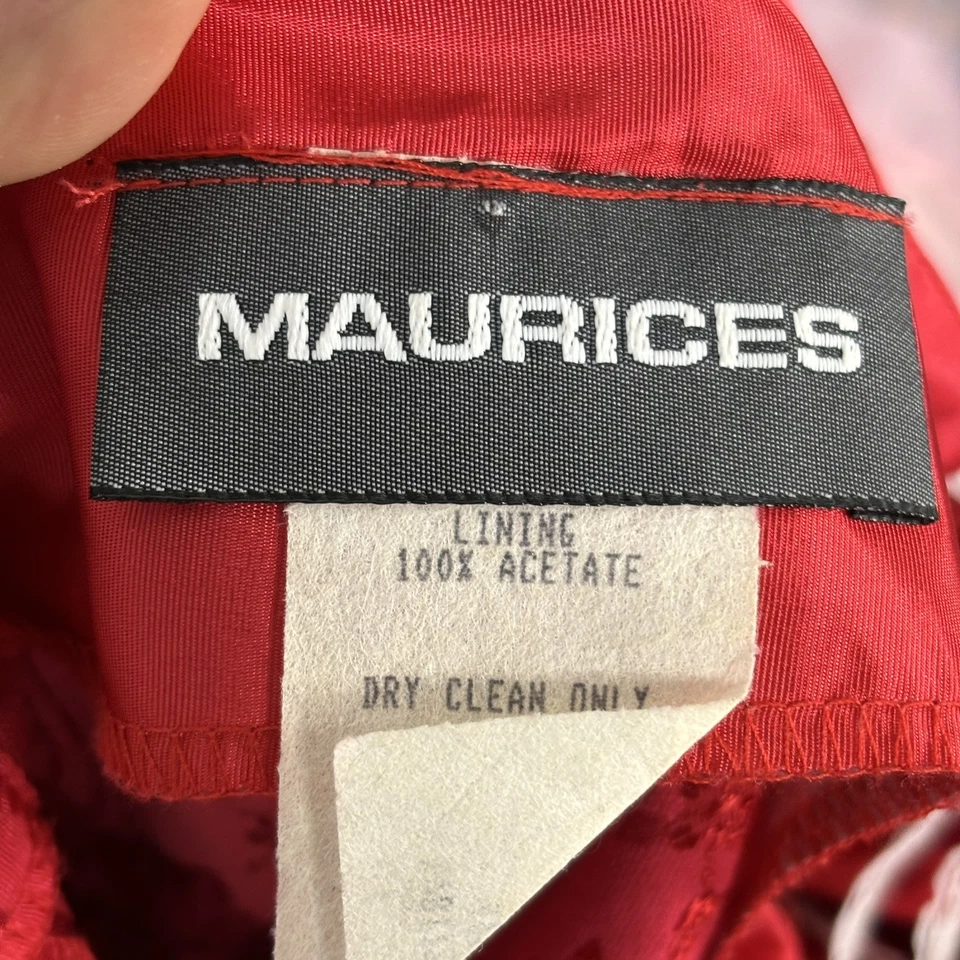 MAURICES
LINING
100% ACETATE
DRY CLEAN ONLY